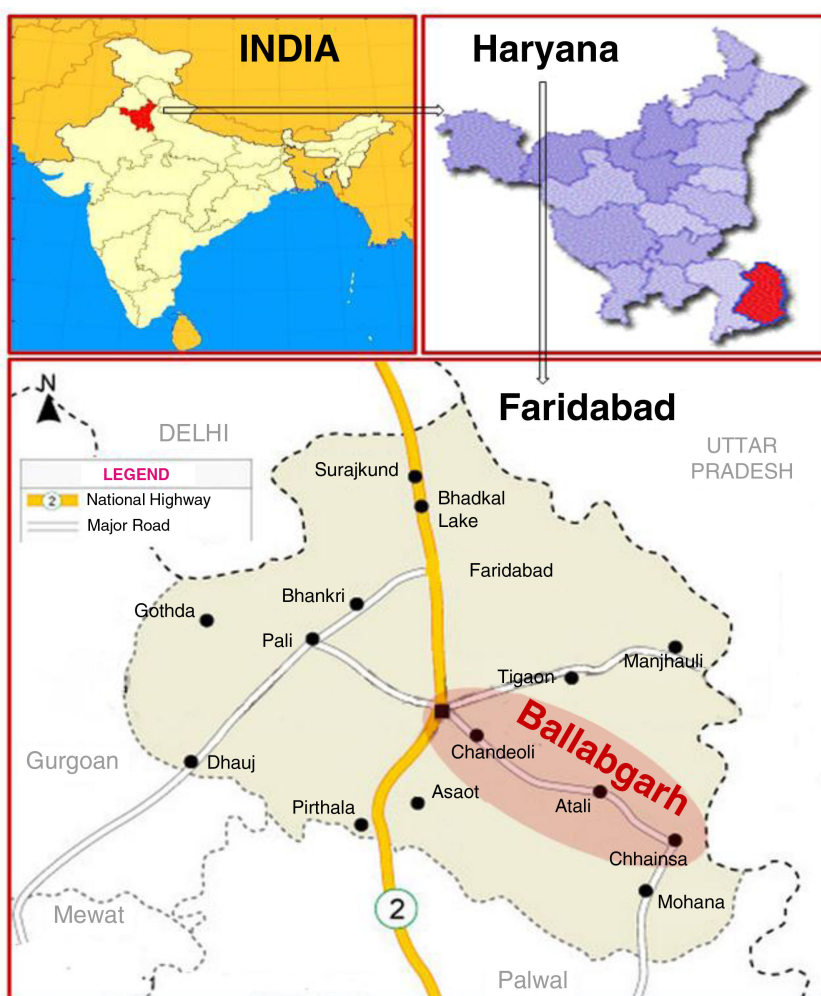 INDIA
Haryana
Faridabad
N
DELHI
UTTAR
PRADESH
LEGEND
2 National Highway
Major Road
Surajkund
Bhadkal
Lake
Faridabad
Bhankri
Gothda
Pali
Manjhauli
Tigaon
Ballabgarh
Chandeoli
Gurgoan
Dhauj
Asaot
Atali
Pirthala
Chhainsa
Mohana
2
Mewat
Palwal